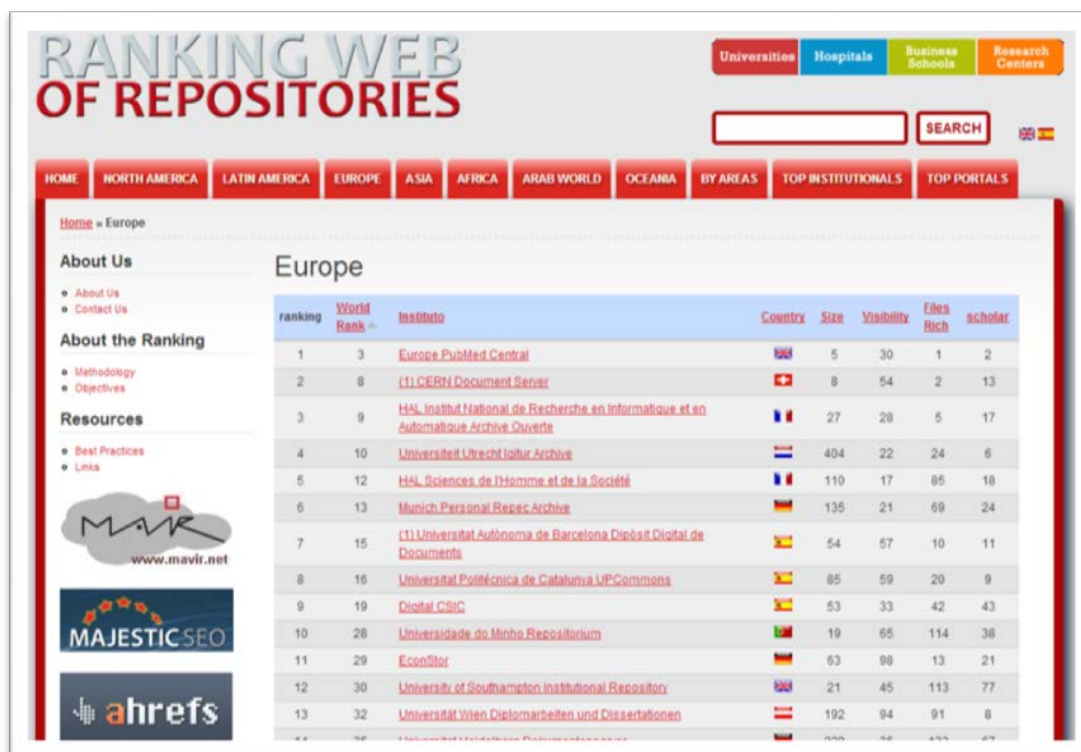 RANKING WEB
OF REPOSITORIES
Universities Hospitals Business Schools Research Centers
SEARCH
HOME NORTH AMERICA LATIN AMERICA EUROPE ASIA AFRICA ARAB WORLD OCEANIA BY AREAS TOP INSTITUTIONALS TOP PORTALS
Home » Europe
About Us
About Us
Contact Us
About the Ranking
Methodology
Objectives
Resources
Best Practices
Links
MAVIR
www.mavir.net
MAJESTICSEO
ahrefs
Europe
ranking World Rank Instituto Country Size Visibility Files Rich scholar
1 3 Europe PubMed Central 5 30 1 2
2 8 (1) CERN Document Server 8 54 2 13
3 9 HAL Institut National de Recherche en Informatique et en
Automatique Archive Ouverte 27 28 5 17
4 10 Universiteit Utrecht Igitur Archive 404 22 24 6
5 12 HAL Sciences de l'Homme et de la Société 110 17 85 18
6 13 Munich Personal Repec Archive 135 21 69 24
7 15 (1) Universitat Autònoma de Barcelona Dipòsit Digital de
Documents 54 57 10 11
8 16 Universitat Politécnica de Catalunya UPCommons 85 59 20 9
9 19 Digital CSIC 53 33 42 43
10 28 Universidade do Minho Repositorium 19 65 114 38
11 29 EconStor 63 98 13 21
12 30 University of Southampton Institutional Repository 21 45 113 77
13 32 Universität Wien Diplomarbeiten und Dissertationen 192 94 91 8